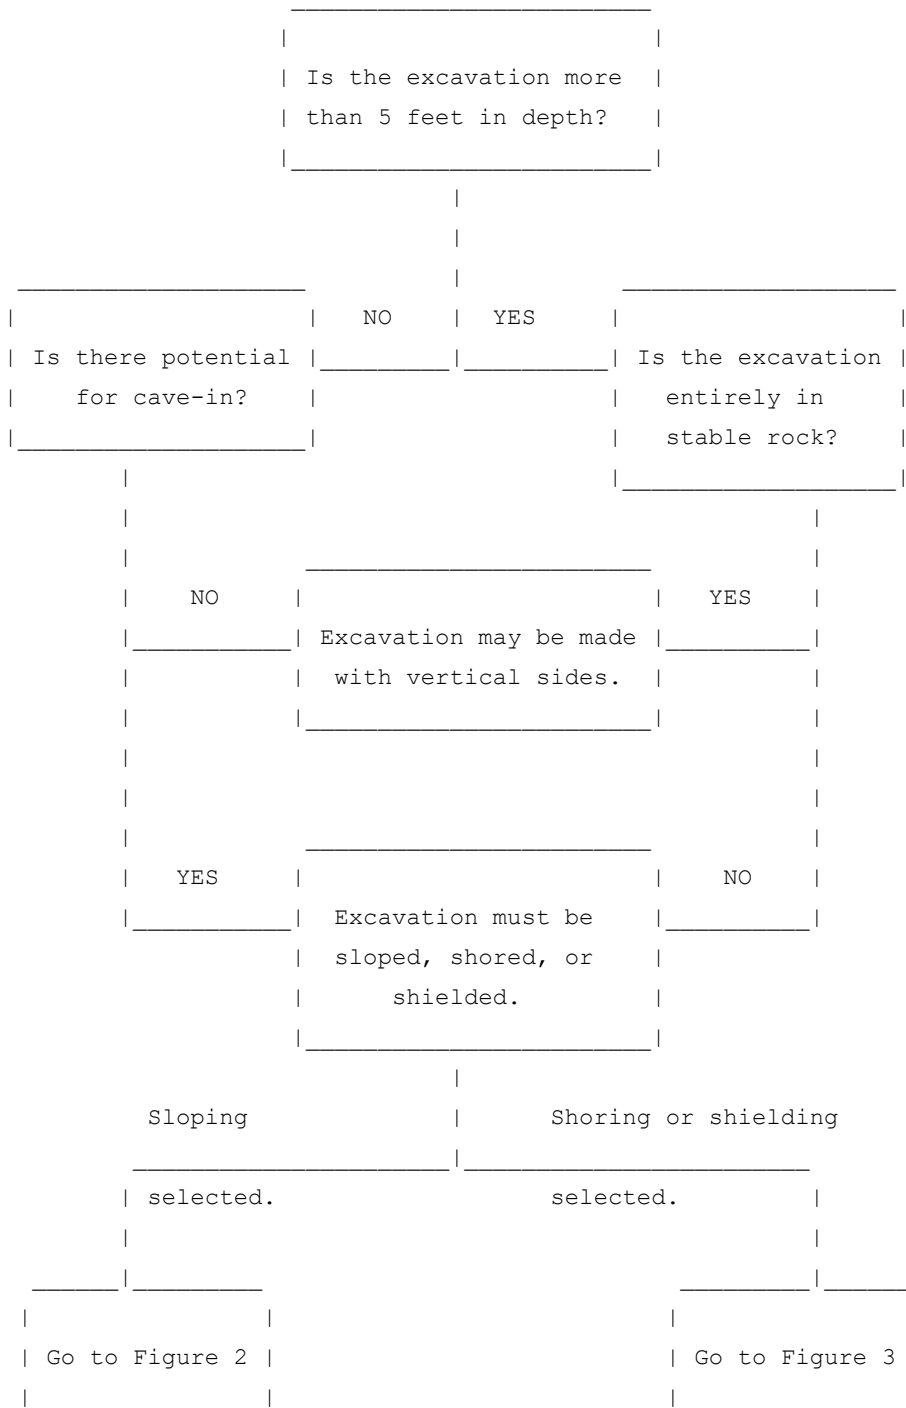 Is the excavation more
than 5 feet in depth?
NO YES
Is there potential
for cave-in?
Is the excavation
entirely in
stable rock?
NO YES
Excavation may be made
with vertical sides.
YES NO
Excavation must be
sloped, shored, or
shielded.
Sloping
selected.
Shoring or shielding
selected.
Go to Figure 2
Go to Figure 3